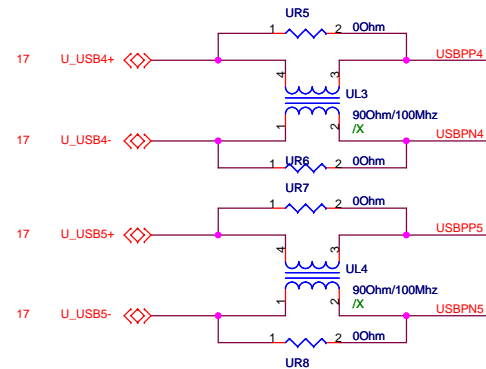 UR5
1 2 0Ohm
17 U_USB4+ USBPP4
4 3
UL3
90Ohm/100Mhz
17 U_USB4- 1 2 /X USBPN4
UR6
1 2 0Ohm
UR7
1 2 0Ohm
17 U_USB5+ USBPP5
4 3
UL4
90Ohm/100Mhz
1 2 /X
17 U_USB5- USBPN5
1 2 0Ohm
UR8